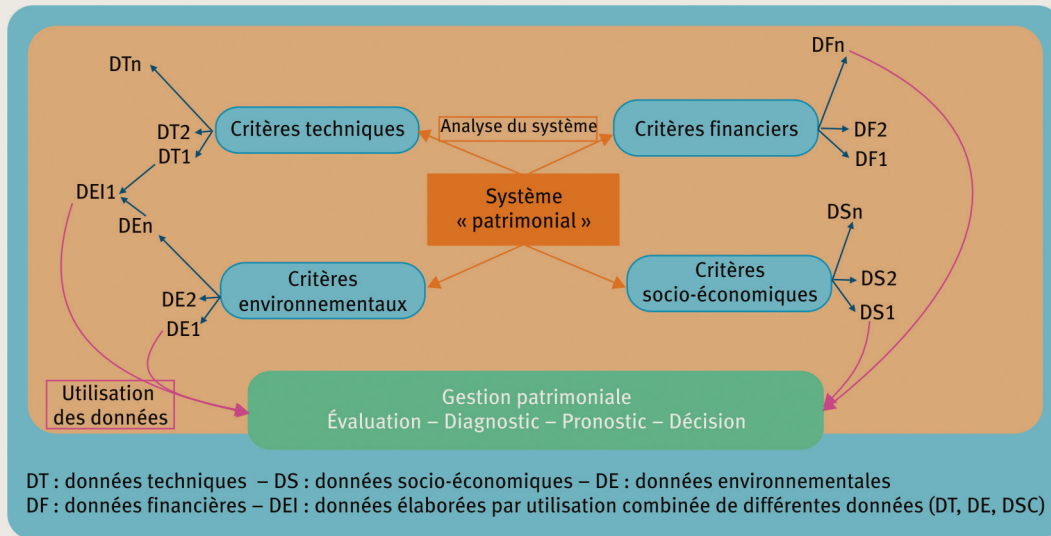 DTn
DT2
DT1
DEI1
DEn
DE2
DE1
Critères techniques
Analyse du système
Critères financiers
DFn
DF2
DF1
Système
« patrimonial »
Critères
environnementaux
Critères
socio-économiques
DSn
DS2
DS1
Utilisation
des données
Gestion patrimoniale
Évaluation – Diagnostic – Pronostic – Décision
DT : données techniques – DS : données socio-économiques – DE : données environnementales
DF : données financières – DEI : données élaborées par utilisation combinée de différentes données (DT, DE, DSC)